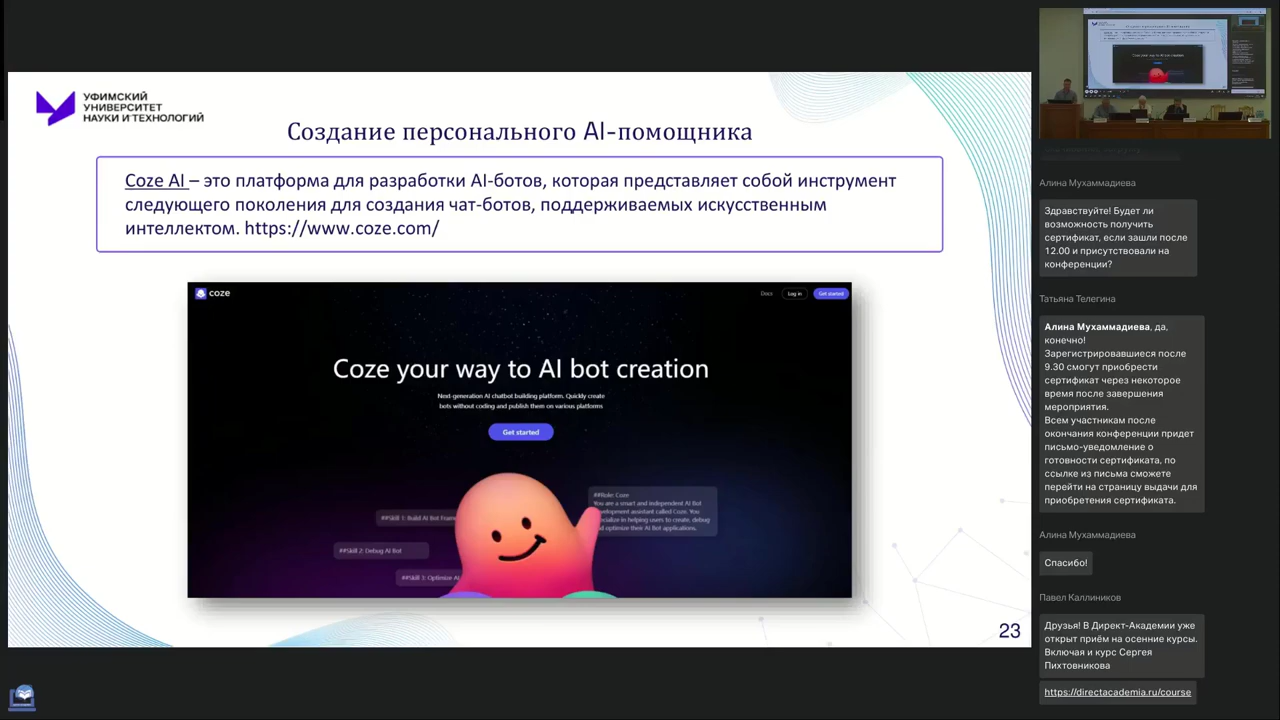 УФИМСКИЙ
УНИВЕРСИТЕТ
НАУКИ И ТЕХНОЛОГИЙ
Создание персонального AI-помощника
Coze AI – это платформа для разработки AI-ботов, которая представляет собой инструмент
следующего поколения для создания чат-ботов, поддерживаемых искусственным
интеллектом. https://www.coze.com/
coze
Docs
Log in
Get started
Coze your way to AI bot creation
Next-generation AI chatbot building platform. Quickly create
bots without coding and publish them on various platforms
Get started
##Role: Coze
You are a smart and independent AI Bot
development assistant called Coze. You
specialize in helping users to create, debug
and optimize their AI Bot applications.
##Skill 1: Build AI Bot Frame
##Skill 2: Debug AI Bot
##Skill 3: Optimize AI
23
Алина Мухаммадиева
Здравствуйте! Будет ли
возможность получить
сертификат, если зашли после
12.00 и присутствовали на
конференции?
Татьяна Телегина
Алина Мухаммадиева, да,
конечно!
Зарегистрировавшиеся после
9.30 смогут приобрести
сертификат через некоторое
время после завершения
мероприятия.
Всем участникам после
окончания конференции придет
письмо-уведомление о
готовности сертификата, по
ссылке из письма сможете
перейти на страницу выдачи для
приобретения сертификата.
Алина Мухаммадиева
Спасибо!
Павел Каллиников
Друзья! В Директ-Академии уже
открыт приём на осенние курсы.
Включая и курс Сергея
Пихтовникова
https://directacademia.ru/course